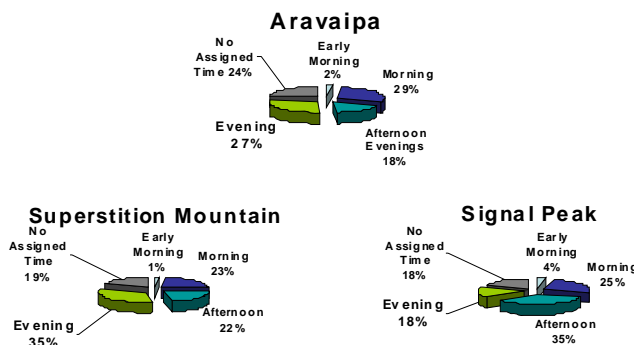 Aravaipa
No
Assigned
Time 24%
Early
Morning
2%
Morning
29%
Evening
27%
Afternoon
Evenings
18%
Superstition Mountain
No
Assigned
Time
19%
Early
Morning
1%
Morning
23%
Evening
35%
Afternoon
22%
Signal Peak
No
Assigned
Time
18%
Early
Morning
4%
Morning
25%
Evening
18%
Afternoon
35%